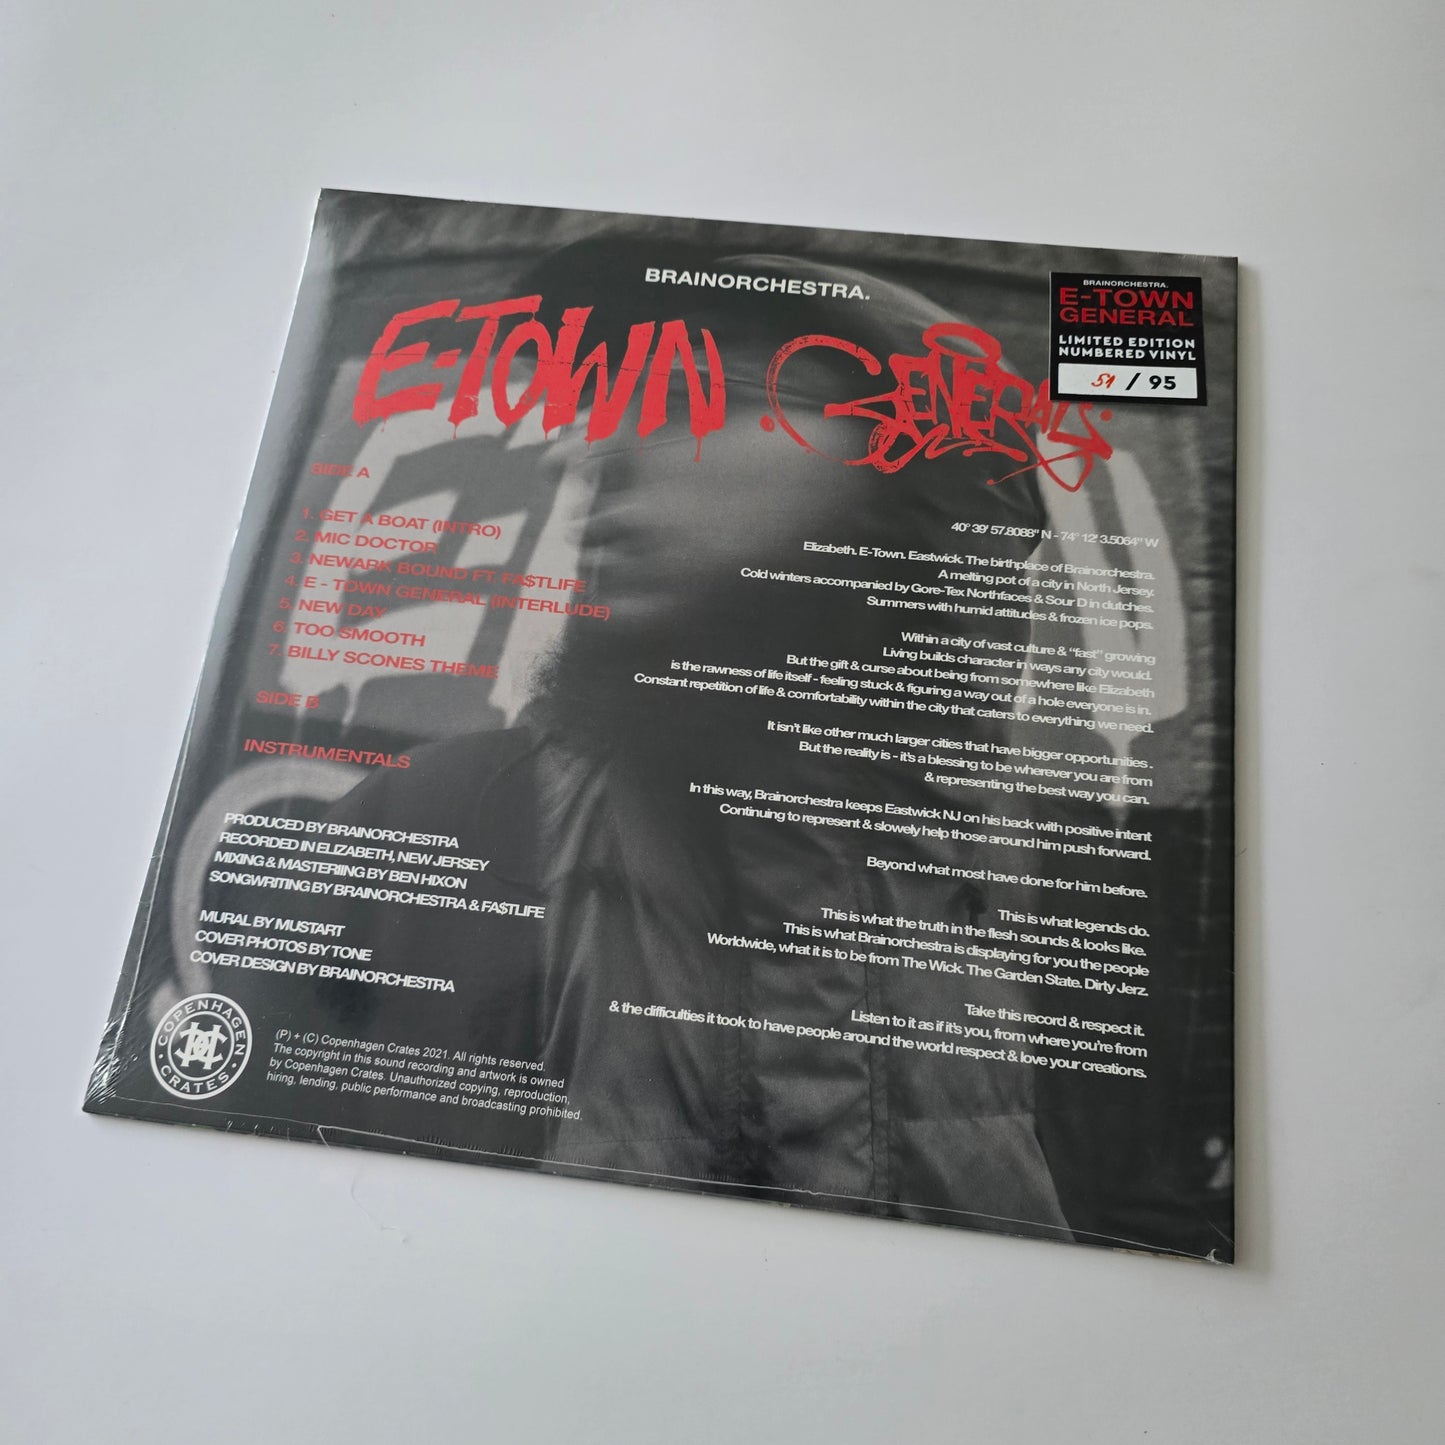 BRAINORCHESTRA.
E-TOWN GENERAL.
BRAINORCHESTRA.
E-TOWN
GENERAL
LIMITED EDITION
NUMBERED VINYL
51 / 95
SIDE A
1. GET A BOAT (INTRO)
2. MIC DOCTOR
3. NEWARK BOUND FT. FA$TLIFE
4. E - TOWN GENERAL (INTERLUDE)
5. NEW DAY
6. TOO SMOOTH
7. BILLY SCONES THEME
SIDE B
INSTRUMENTALS
PRODUCED BY BRAINORCHESTRA
RECORDED IN ELIZABETH, NEW JERSEY
MIXING & MASTERIING BY BEN HIXON
SONGWRITING BY BRAINORCHESTRA & FA$TLIFE
MURAL BY MUSTART
COVER PHOTOS BY TONE
COVER DESIGN BY BRAINORCHESTRA
COPENHAGEN CRATES
(P) + (C) Copenhagen Crates 2021. All rights reserved.
The copyright in this sound recording and artwork is owned
by Copenhagen Crates. Unauthorized copying, reproduction,
hiring, lending, public performance and broadcasting prohibited.
40° 39' 57.8088" N - 74° 12' 3.5064" W
Elizabeth. E-Town. Eastwick. The birthplace of Brainorchestra.
A melting pot of a city in North Jersey.
Cold winters accompanied by Gore-Tex Northfaces & Sour D in dutches.
Summers with humid attitudes & frozen ice pops.
Within a city of vast culture & "fast" growing
Living builds character in ways any city would.
But the gift & curse about being from somewhere like Elizabeth
is the rawness of life itself - feeling stuck & figuring a way out of a hole everyone is in.
Constant repetition of life & comfortability within the city that caters to everything we need.
It isn't like other much larger cities that have bigger opportunities .
But the reality is - it's a blessing to be wherever you are from
& representing the best way you can.
In this way, Brainorchestra keeps Eastwick NJ on his back with positive intent
Continuing to represent & slowely help those around him push forward.
Beyond what most have done for him before.
This is what legends do.
This is what the truth in the flesh sounds & looks like.
This is what Brainorchestra is displaying for you the people
Worldwide, what it is to be from The Wick. The Garden State. Dirty Jerz.
Take this record & respect it.
Listen to it as if it's you, from where you're from
& the difficulties it took to have people around the world respect & love your creations.